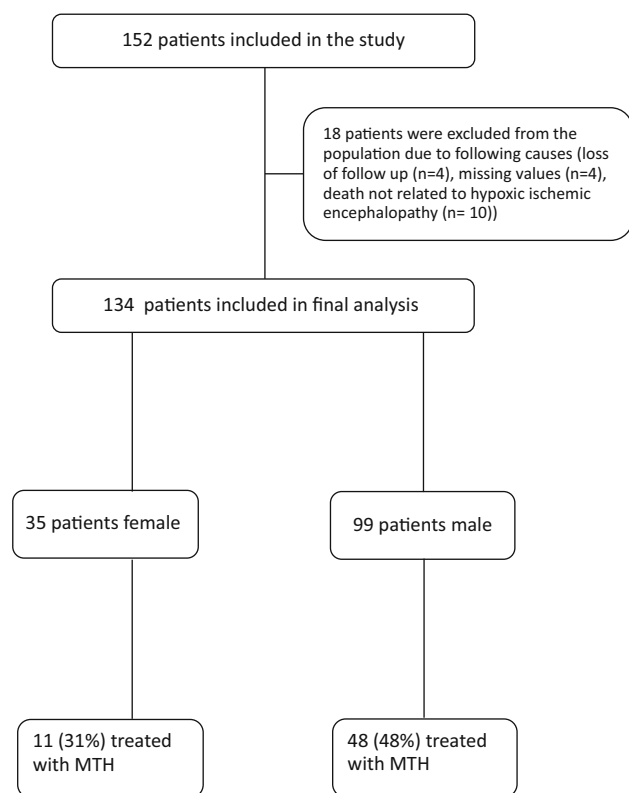 152 patients included in the study
18 patients were excluded from the
population due to following causes (loss
of follow up (n=4), missing values (n=4),
death not related to hypoxic ischemic
encephalopathy (n= 10))
134 patients included in final analysis
35 patients female
99 patients male
11 (31%) treated
with MTH
48 (48%) treated
with MTH